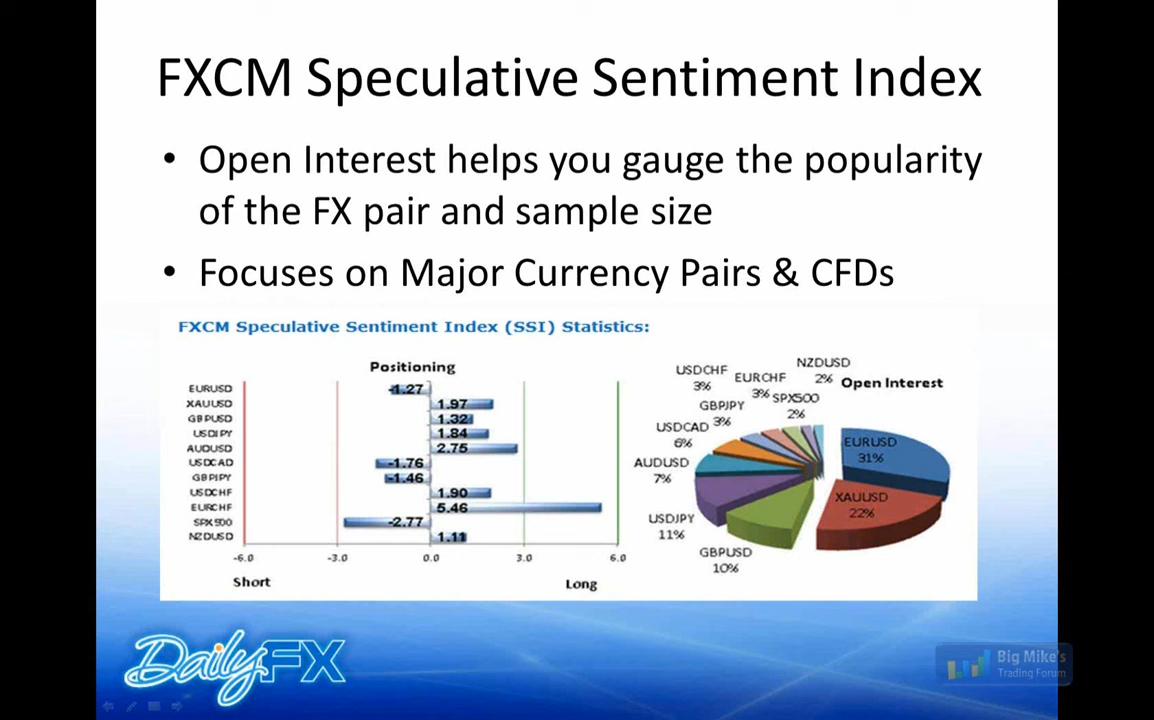 FXCM Speculative Sentiment Index
• Open Interest helps you gauge the popularity
of the FX pair and sample size
• Focuses on Major Currency Pairs & CFDs
FXCM Speculative Sentiment Index (SSI) Statistics:
Positioning
EURUSD -1.27
XAUUSD 1.97
GBPUSD 1.32
USDJPY 1.84
AUDUSD 2.75
USDCAD -1.76
GBPJPY -1.46
USDCHF 1.90
EURCHF 5.46
SPX500 -2.77
NZDUSD 1.11
-6.0 -3.0 0.0 3.0 6.0
Short Long
Open Interest
NZDUSD
2%
USDCHF
3%
EURCHF
3%
SPX500
2%
GBPJPY
3%
USDCAD
6%
AUDUSD
7%
USDJPY
11%
GBPUSD
10%
EURUSD
31%
XAUUSD
22%
DailyFX
Big Mike's
Trading Forum